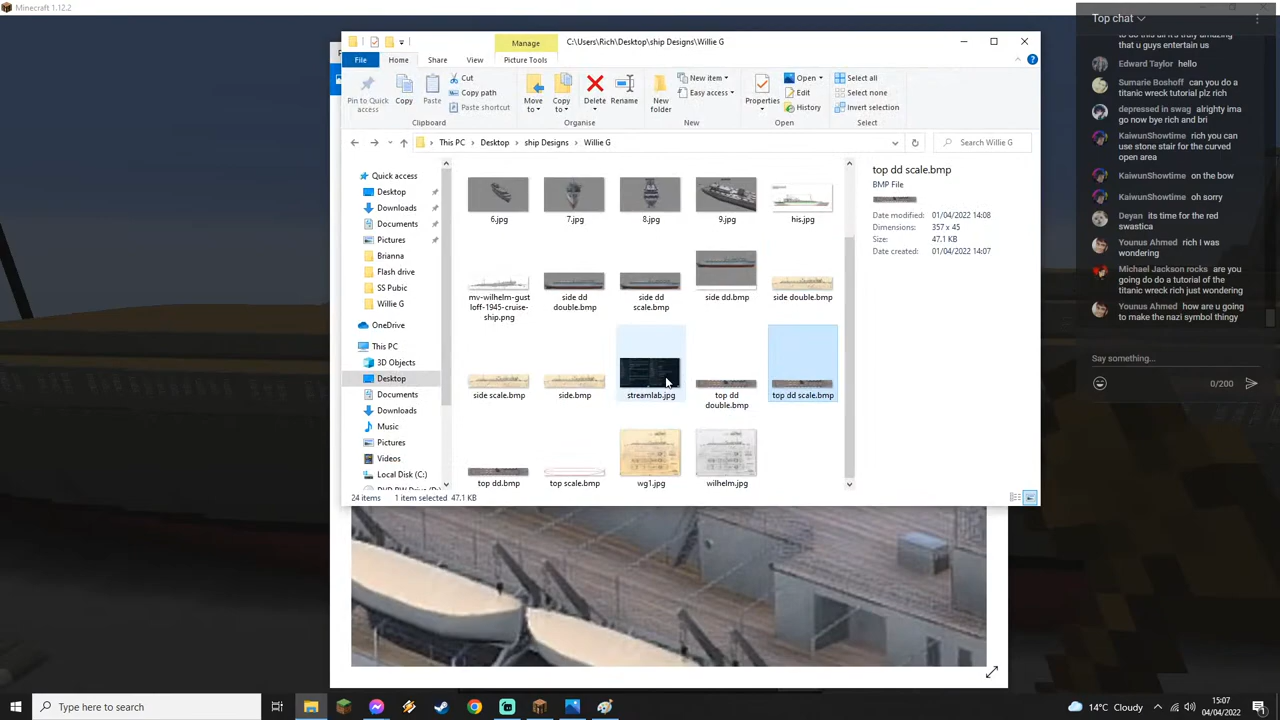 Minecraft 1.12.2
Manage
C:\Users\Rich\Desktop\ship Designs\Willie G
File
Home
Share
View
Picture Tools
Pin to Quick access
Copy
Paste
Cut
Copy path
Paste shortcut
Clipboard
Move to
Copy to
Delete
Rename
Organise
New folder
New item
Easy access
New
Properties
Open
Edit
History
Open
Select all
Select none
Invert selection
Select
This PC
Desktop
ship Designs
Willie G
Search Willie G
Quick access
Desktop
Downloads
Documents
Pictures
Brianna
Flash drive
SS Pubic
Willie G
OneDrive
This PC
3D Objects
Desktop
Documents
Downloads
Music
Pictures
Videos
Local Disk (C:)
6.jpg
7.jpg
8.jpg
9.jpg
his.jpg
mv-wilhelm-gust
loff-1945-cruise-
ship.png
side dd
double.bmp
side dd
scale.bmp
side dd.bmp
side double.bmp
side scale.bmp
side.bmp
streamlab.jpg
top dd
double.bmp
top dd scale.bmp
top dd.bmp
top scale.bmp
wg1.jpg
wilhelm.jpg
top dd scale.bmp
BMP File
Date modified: 01/04/2022 14:08
Dimensions: 357 x 45
Size: 47.1 KB
Date created: 01/04/2022 14:07
24 items
1 item selected 47.1 KB
Top chat
that u guys entertain us
Edward Taylor hello
Sumarie Boshoff can you do a
titanic wreck tutorial plz rich
depressed in swag alrighty ima
go now bye rich and bri
KaiwunShowtime rich you can
use stone stair for the curved
open area
KaiwunShowtime on the bow
KaiwunShowtime oh sorry
Deyan its time for the red
swastica
Younus Ahmed rich I was
wondering
Michael Jackson rocks are you
going do a tutorial of the
titanic wreck rich just wondering
Younus Ahmed how are u going
to make the nazi symbol thingy
Say something...
0/200
Type here to search
14°C Cloudy
15:07
04/04/2022